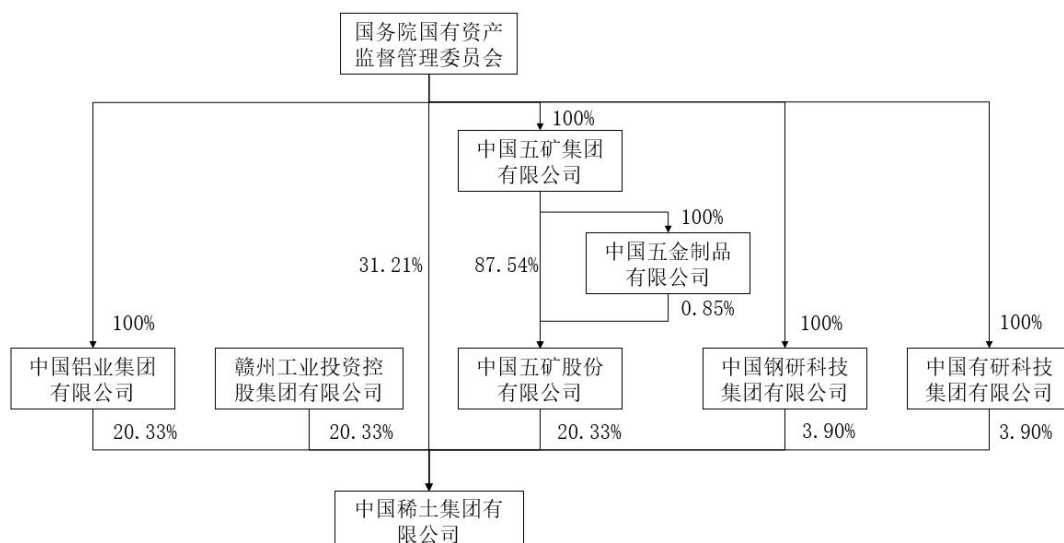 国务院国有资产
监督管理委员会
100%
中国五矿集团
有限公司
100%
中国五金制品
有限公司
31.21%
87.54%
0.85%
100%
100%
100%
中国铝业集团
有限公司
赣州工业投资控
股集团有限公司
中国五矿股份
有限公司
中国钢研科技
集团有限公司
中国有研科技
集团有限公司
20.33%
20.33%
20.33%
3.90%
3.90%
中国稀土集团有
限公司